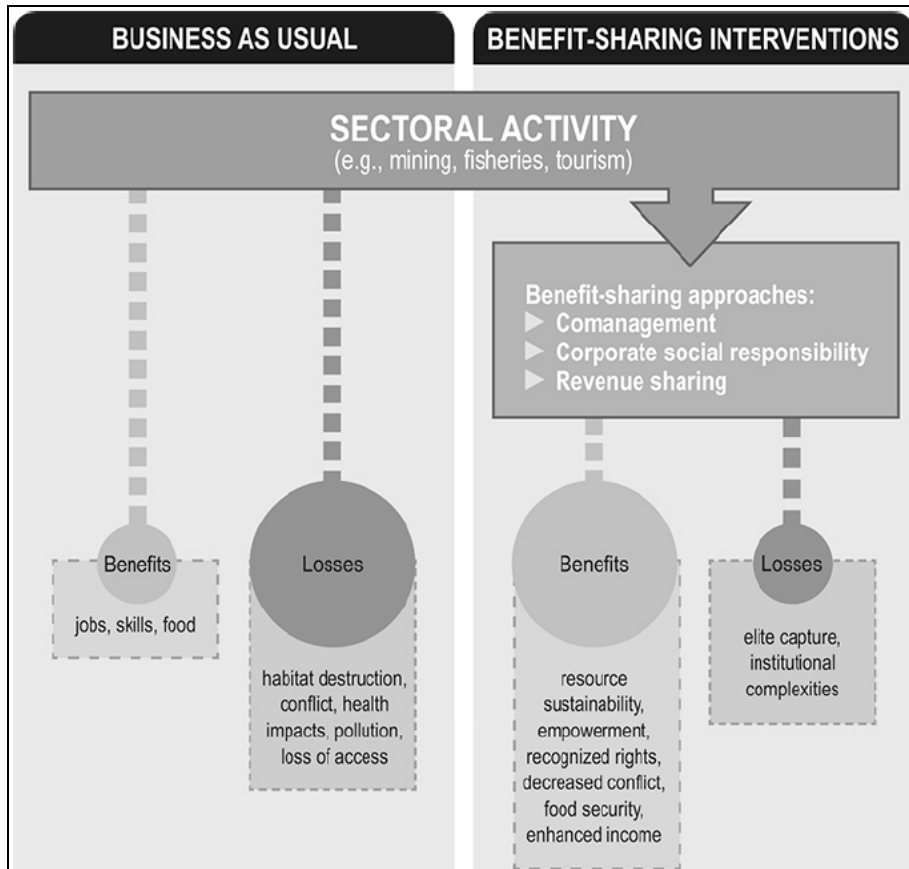 BUSINESS AS USUAL
BENEFIT-SHARING INTERVENTIONS
SECTORAL ACTIVITY
(e.g., mining, fisheries, tourism)
Benefit-sharing approaches:
Comanagement
Corporate social responsibility
Revenue sharing
Benefits
jobs, skills, food
Losses
habitat destruction,
conflict, health
impacts, pollution,
loss of access
Benefits
resource
sustainability,
empowerment,
recognized rights,
decreased conflict,
food security,
enhanced income
Losses
elite capture,
institutional
complexities